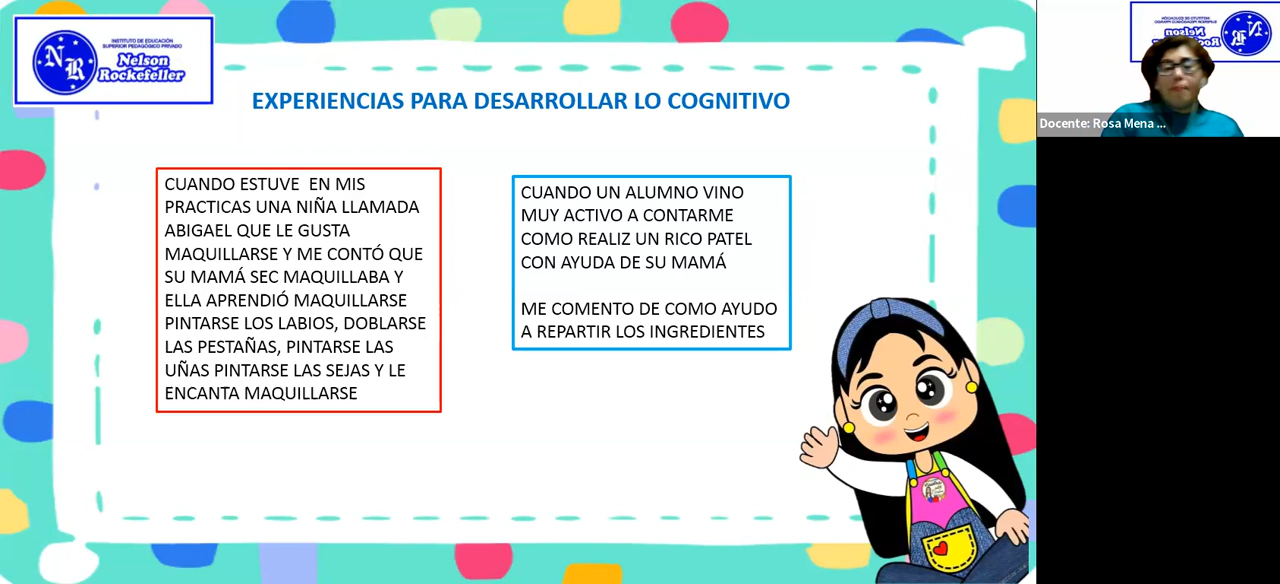 INSTITUTO DE EDUCACIÓN
SUPERIOR PEDAGÓGICO PRIVADO
NR
Nelson
Rockefeller
EXPERIENCIAS PARA DESARROLLAR LO COGNITIVO
CUANDO ESTUVE EN MIS
PRACTICAS UNA NIÑA LLAMADA
ABIGAEL QUE LE GUSTA
MAQUILLARSE Y ME CONTÓ QUE
SU MAMÁ SEC MAQUILLABA Y
ELLA APRENDIÓ MAQUILLARSE
PINTARSE LOS LABIOS, DOBLARSE
LAS PESTAÑAS, PINTARSE LAS
UÑAS PINTARSE LAS SEJAS Y LE
ENCANTA MAQUILLARSE
CUANDO UN ALUMNO VINO
MUY ACTIVO A CONTARME
COMO REALIZ UN RICO PATEL
CON AYUDA DE SU MAMÁ
ME COMENTO DE COMO AYUDO
A REPARTIR LOS INGREDIENTES
Docente: Rosa Mena ...